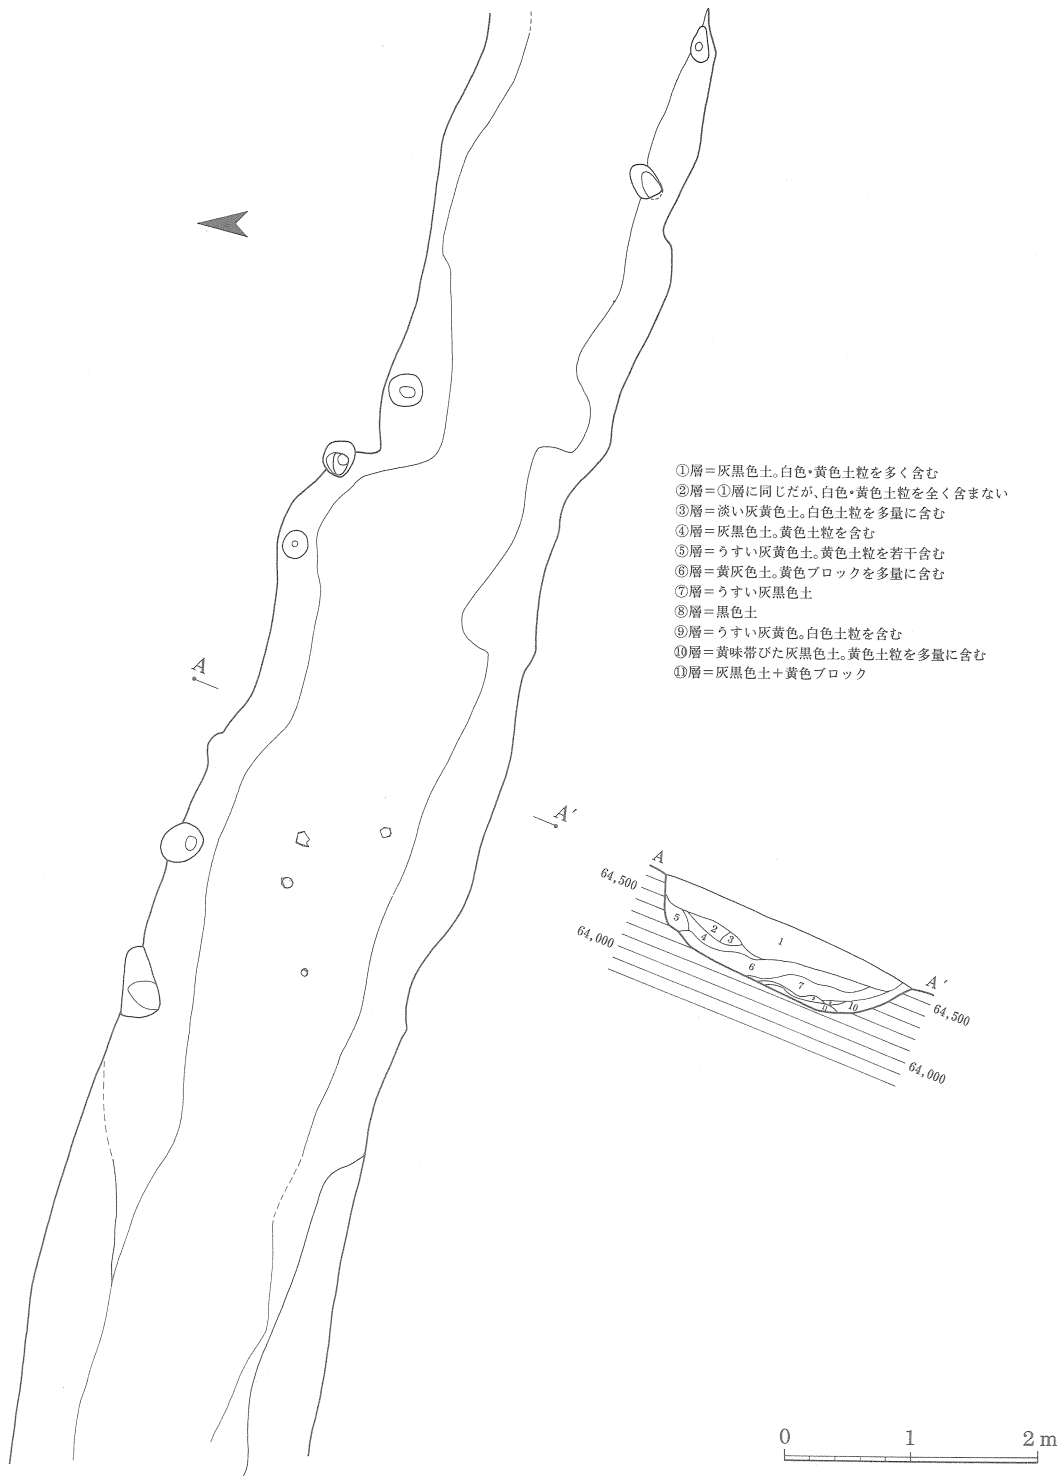 ①層＝灰黒色土。白色・黄色土粒を多く含む
②層＝①層に同じだが、白色・黄色土粒を全く含まない
③層＝淡い灰黄色土。白色土粒を多量に含む
④層＝灰黒色土。黄色土粒を含む
⑤層＝うすい灰黄色土。黄色土粒を若干含む
⑥層＝黄灰色土。黄色ブロックを多量に含む
⑦層＝うすい灰黒色土
⑧層＝黒色土
⑨層＝うすい灰黄色。白色土粒を含む
⑩層＝黄味帯びた灰黒色土。黄色土粒を多量に含む
⑪層＝灰黒色土＋黄色ブロック
A
A′
A
64,500
64,000
1
2
3
4
5
6
7
10
A′
64,500
64,000
0 1 2m